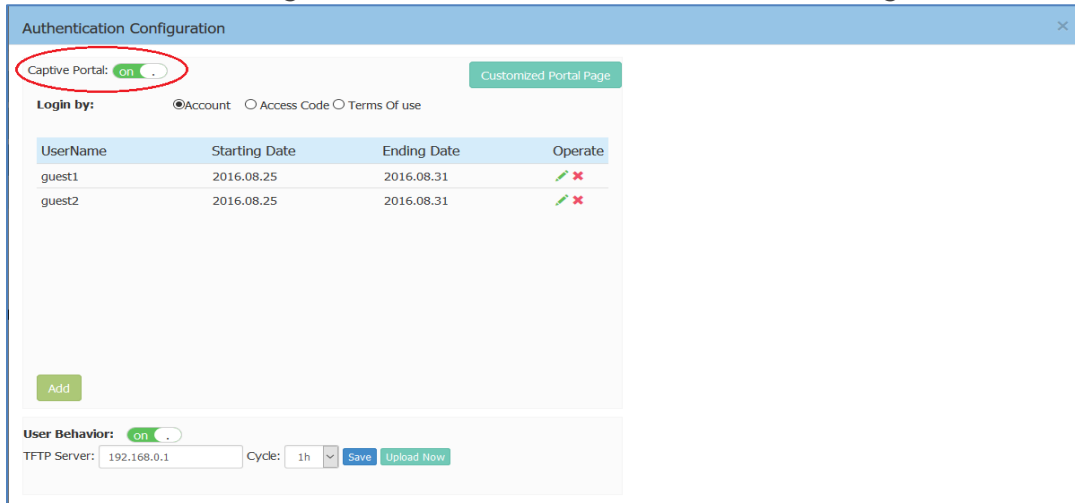 Authentication Configuration
Captive Portal: on
Customized Portal Page
Login by: Account Access Code Terms Of use
UserName Starting Date Ending Date Operate
guest1 2016.08.25 2016.08.31
guest2 2016.08.25 2016.08.31
Add
User Behavior: on
TFTP Server: 192.168.0.1 Cycle: 1h Save Upload Now